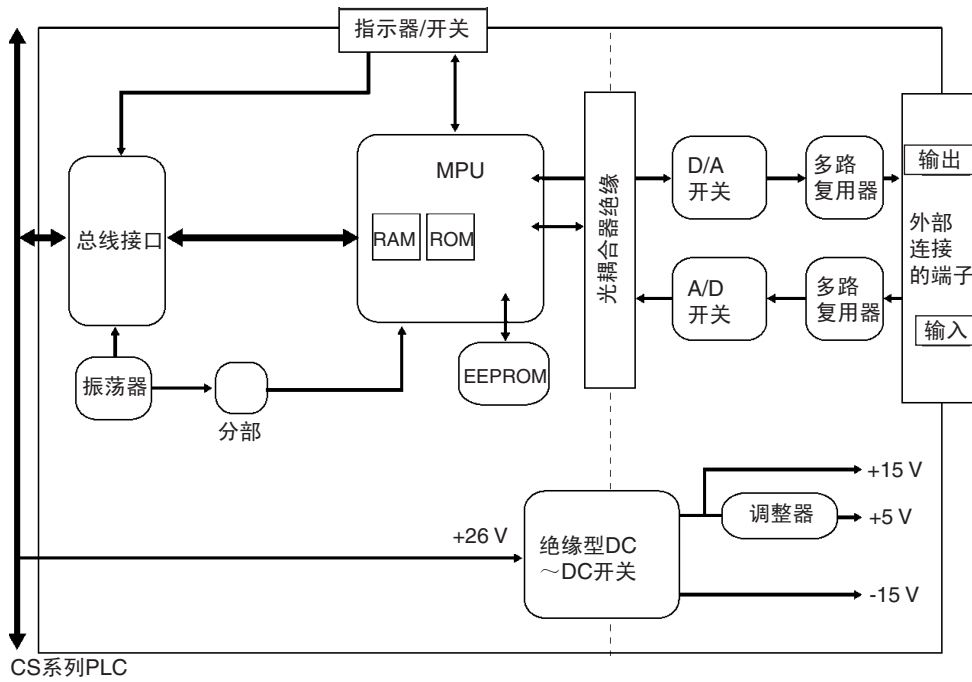 指示器/开关
MPU
RAM
ROM
总线接口
EEPROM
振荡器
分部
光耦合器绝缘
D/A
开关
多路
复用器
A/D
开关
多路
复用器
输出
外部
连接
的端子
输入
+26 V
绝缘型DC
~DC开关
+15 V
调整器
+5 V
-15 V
CS系列PLC